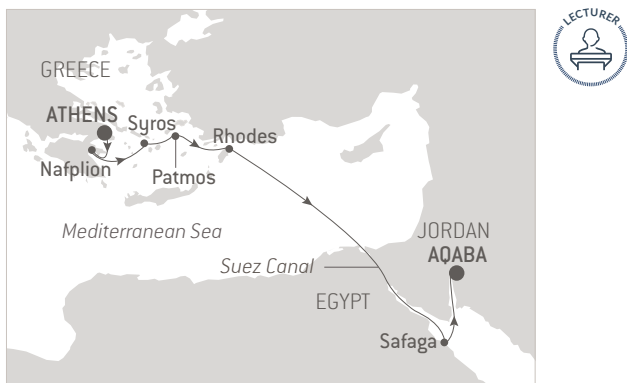 LECTURER
GREECE
ATHENS
Syros
Rhodes
Nafplion
Patmos
Mediterranean Sea
JORDAN
AQABA
Suez Canal
EGYPT
Safaga